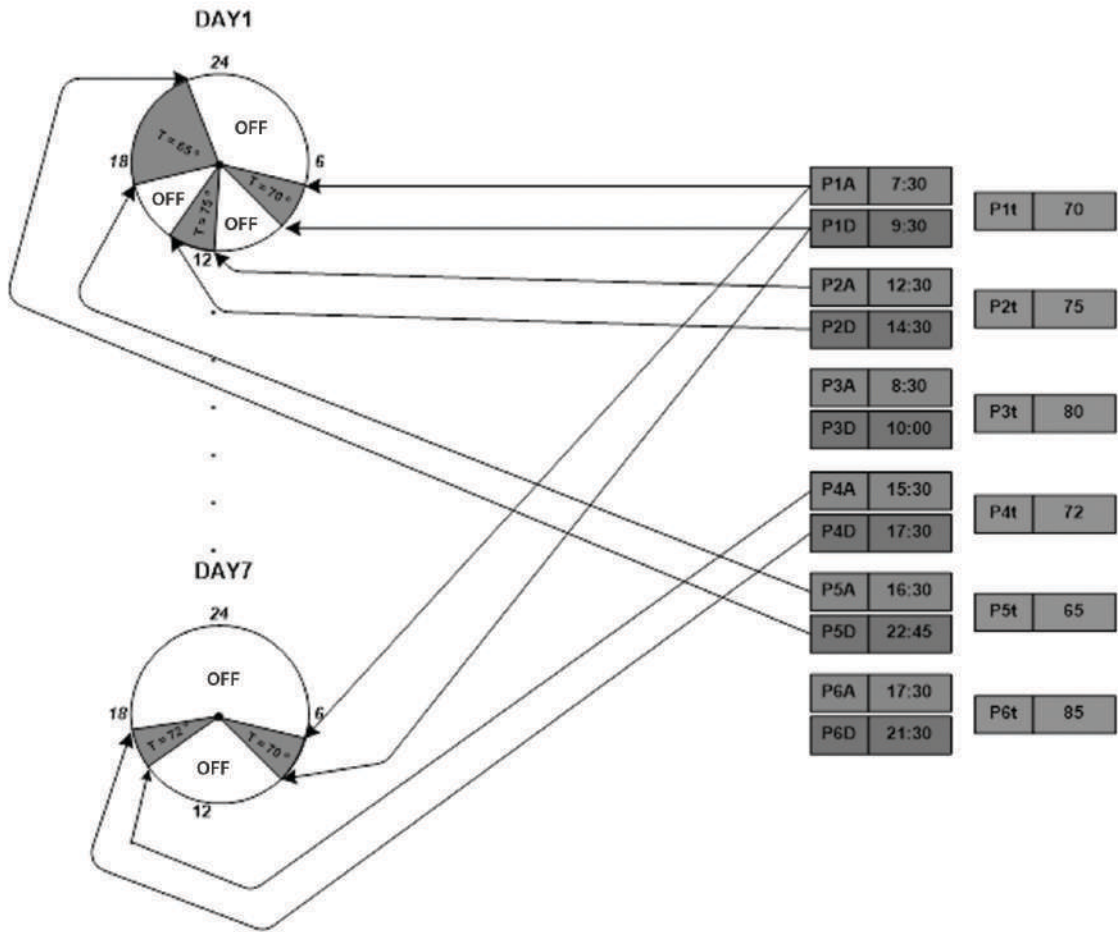 DAY1
24
OFF
T = 65°
18
6
T = 70°
OFF
T = 75°
OFF
12
P1A 7:30
P1D 9:30
P1t 70
P2A 12:30
P2D 14:30
P2t 75
P3A 8:30
P3D 10:00
P3t 80
P4A 15:30
P4D 17:30
P4t 72
P5A 16:30
P5D 22:45
P5t 65
P6A 17:30
P6D 21:30
P6t 85
DAY7
24
OFF
18
6
T = 72°
T = 70°
OFF
12